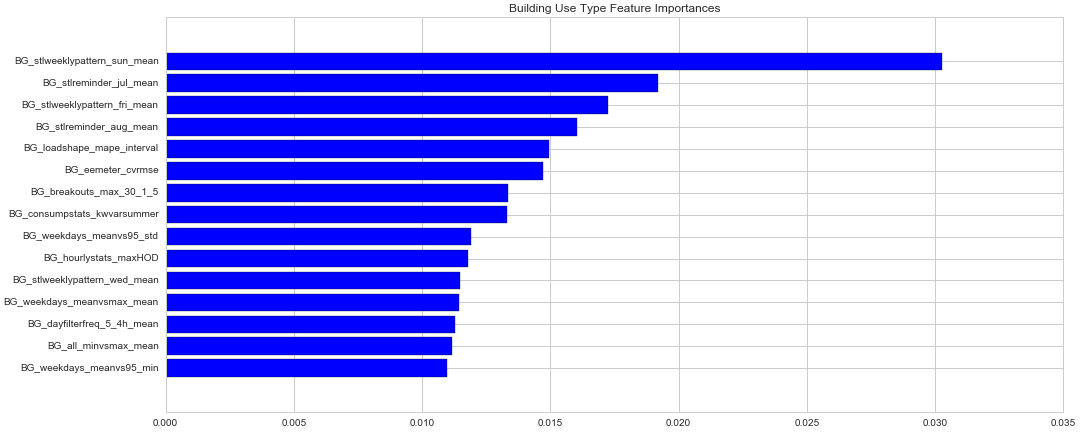 Building Use Type Feature Importances
BG_stlweeklypattern_sun_mean
BG_stlreminder_jul_mean
BG_stlweeklypattern_fri_mean
BG_stlreminder_aug_mean
BG_loadshape_mape_interval
BG_eemeter_cvrmse
BG_breakouts_max_30_1_5
BG_consumpstats_kwvarsummer
BG_weekdays_meanvs95_std
BG_hourlystats_maxHOD
BG_stlweeklypattern_wed_mean
BG_weekdays_meanvsmax_mean
BG_dayfilterfreq_5_4h_mean
BG_all_minvsmax_mean
BG_weekdays_meanvs95_min
0.000 0.005 0.010 0.015 0.020 0.025 0.030 0.035